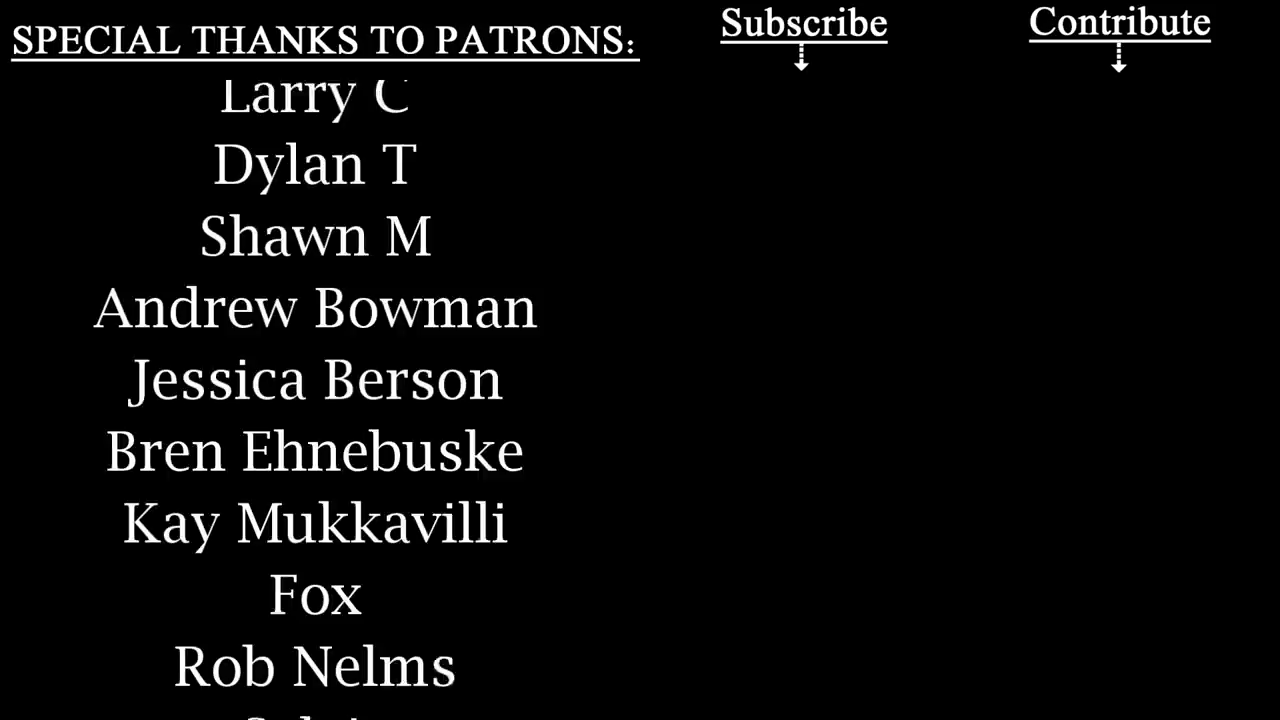 SPECIAL THANKS TO PATRONS:
Subscribe
Contribute
Larry C
Dylan T
Shawn M
Andrew Bowman
Jessica Berson
Bren Ehnebuske
Kay Mukkavilli
Fox
Rob Nelms